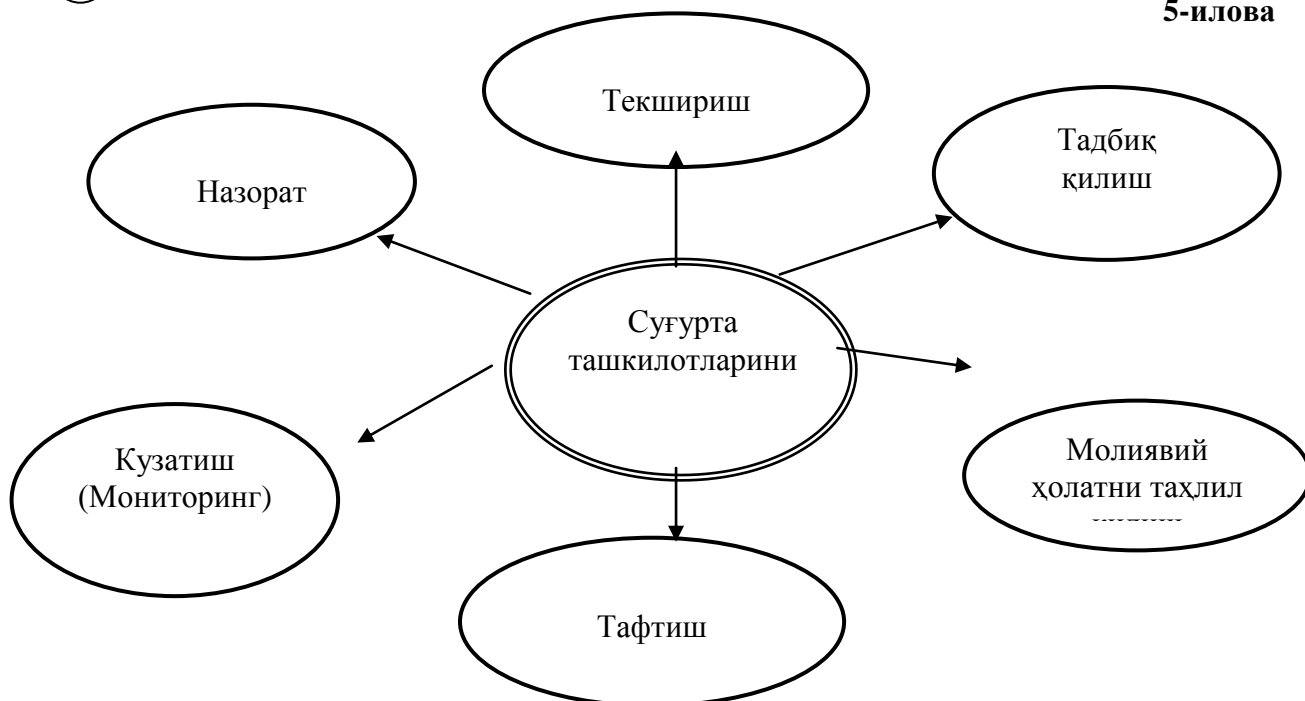 5-илова
Текшириш
Тадбиқ
қилиш
Назорат
Суғурта
ташкилотларини
Кузатиш
(Мониторинг)
Молиявий
ҳолатни таҳлил
Тафтиш